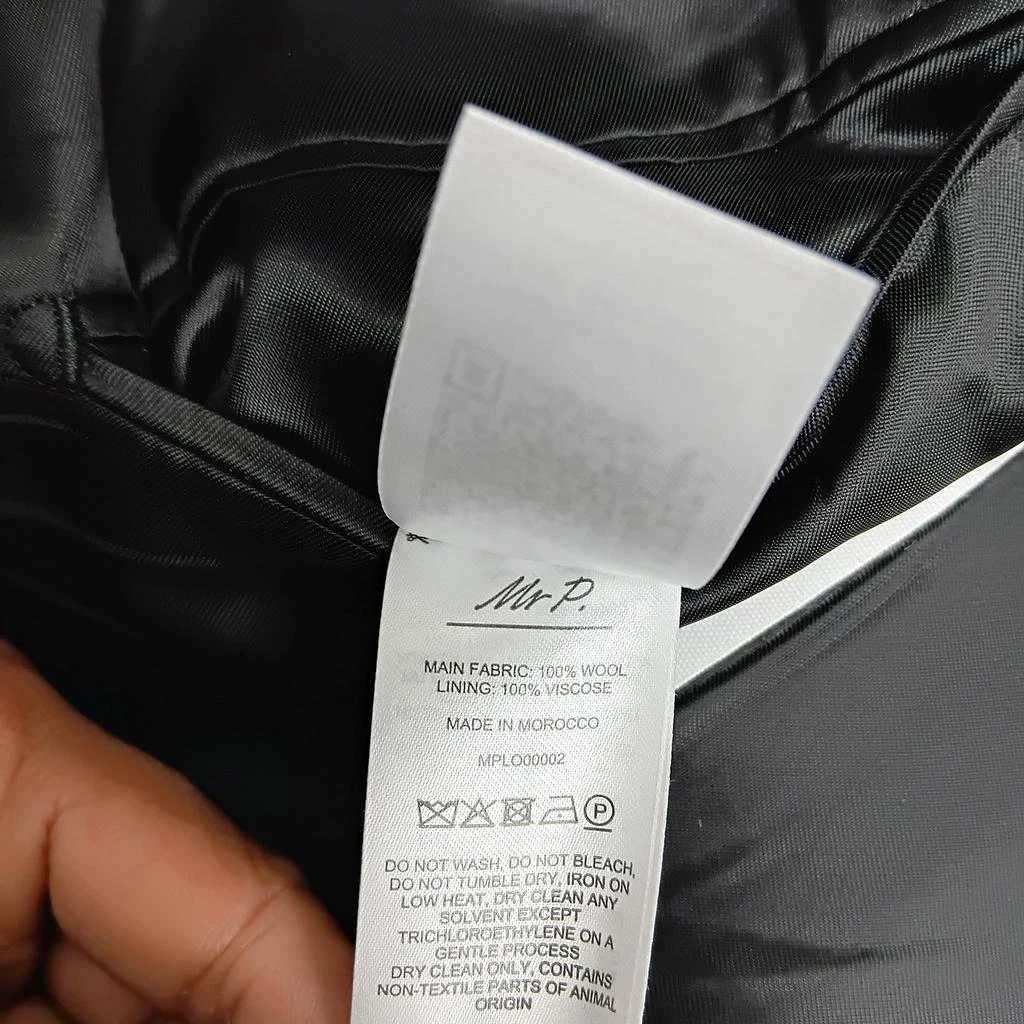 Mr P.
MAIN FABRIC: 100% WOOL
LINING: 100% VISCOSE
MADE IN MOROCCO
MPLO00002
P
DO NOT WASH, DO NOT BLEACH,
DO NOT TUMBLE DRY, IRON ON
LOW HEAT, DRY CLEAN ANY
SOLVENT EXCEPT
TRICHLOROETHYLENE ON A
GENTLE PROCESS
DRY CLEAN ONLY, CONTAINS
NON-TEXTILE PARTS OF ANIMAL
ORIGIN